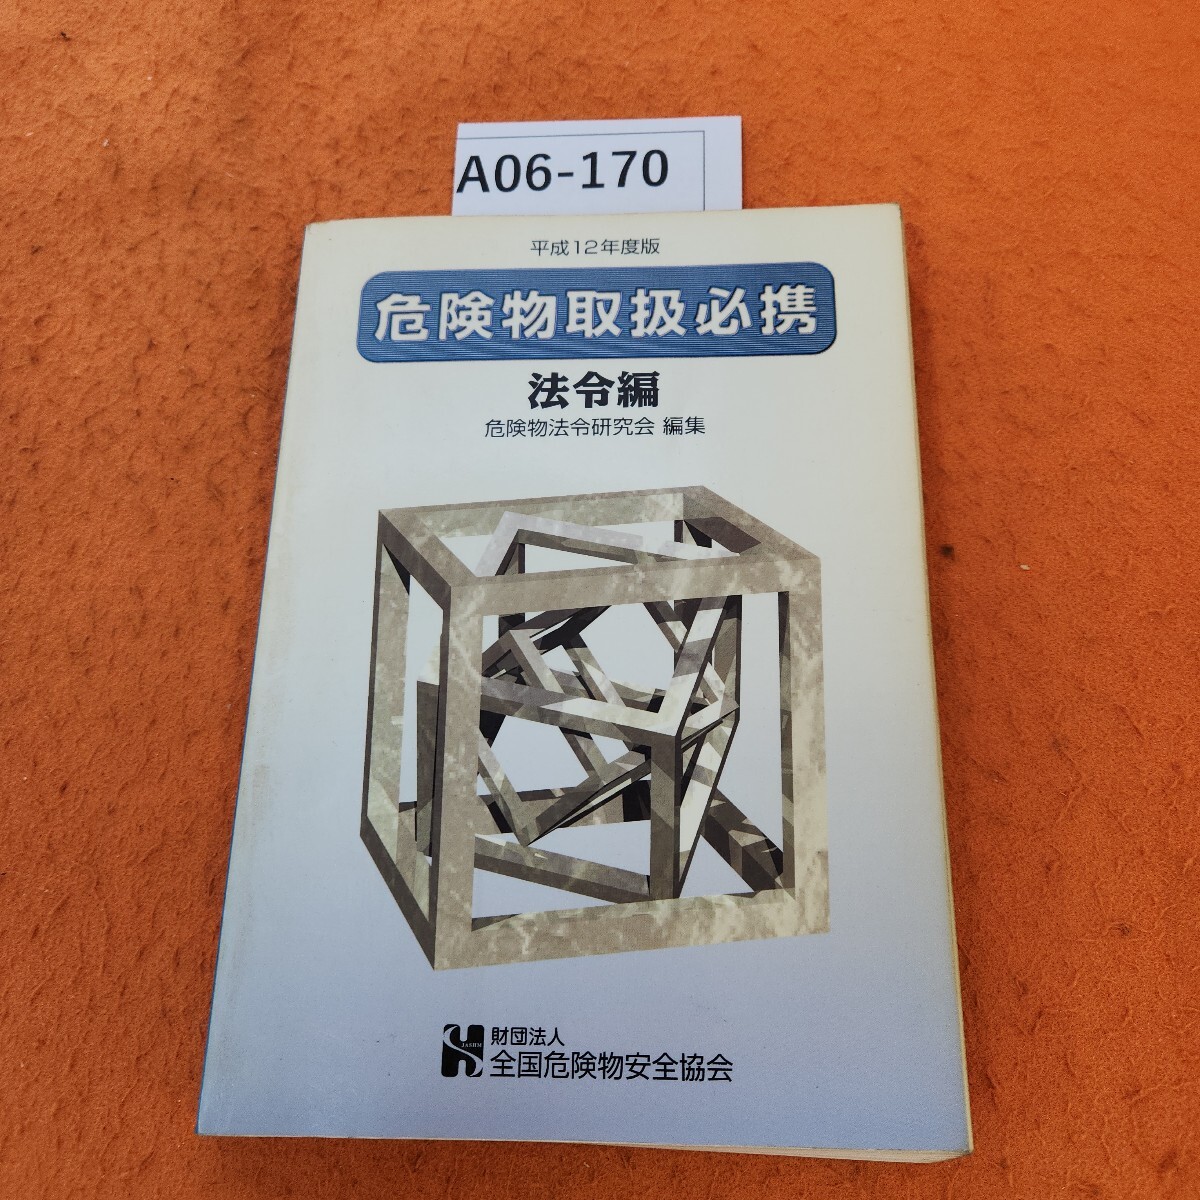 A06-170
平成12年度版
危険物取扱必携
法令編
危険物法令研究会 編集
JASHM
財団法人
全国危険物安全協会